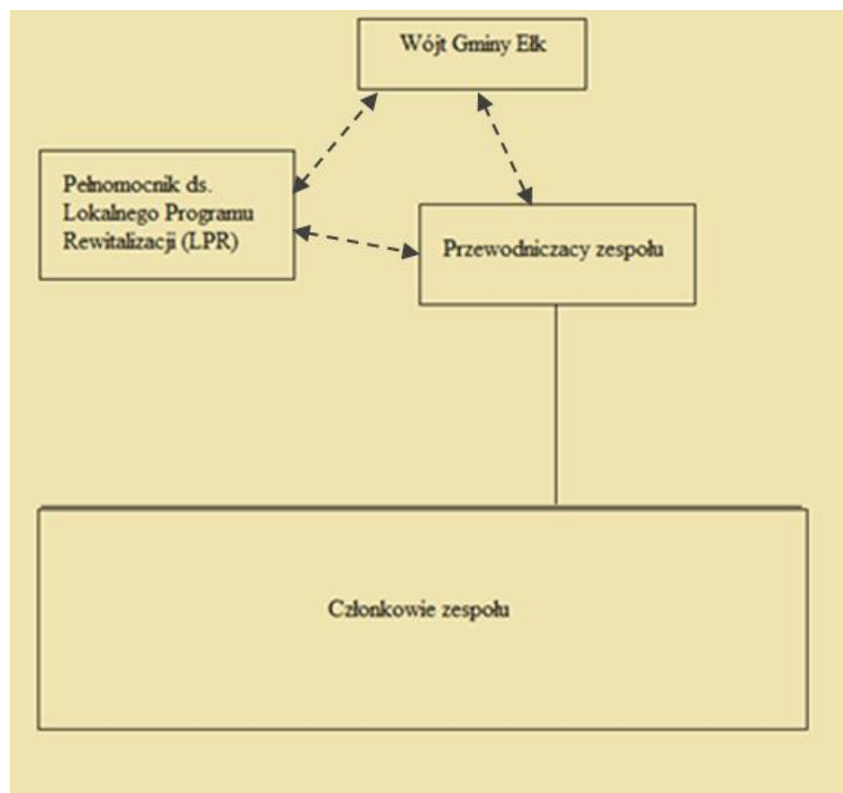 Wójt Gminy Ełk
Pełnomocnik ds.
Lokalnego Programu
Rewitalizacji (LPR)
Przewodniczacy zespołu
Członkowie zespołu